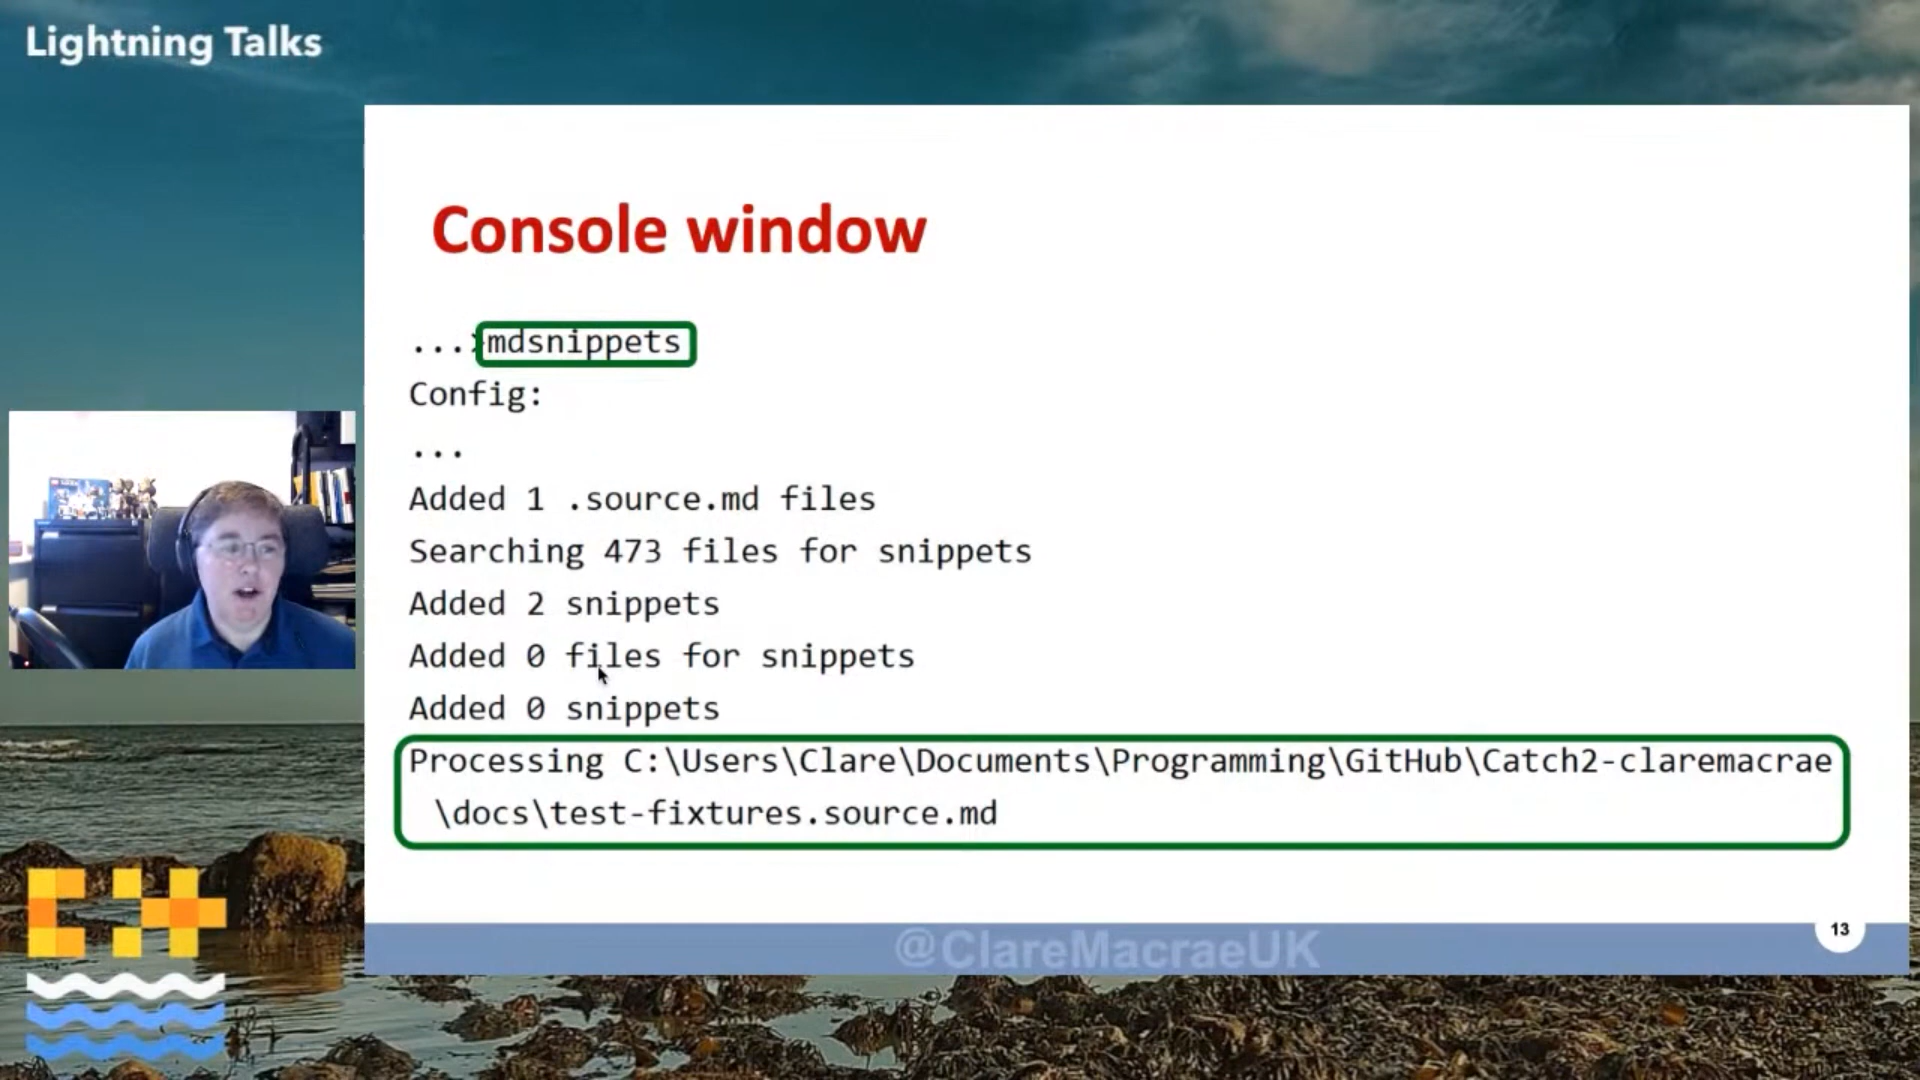 Lightning Talks
Console window
...>mdsnippets
Config:
...
Added 1 .source.md files
Searching 473 files for snippets
Added 2 snippets
Added 0 files for snippets
Added 0 snippets
Processing C:\Users\Clare\Documents\Programming\GitHub\Catch2-claremacrae
\docs\test-fixtures.source.md
13
@ClareMacraeUK
C++